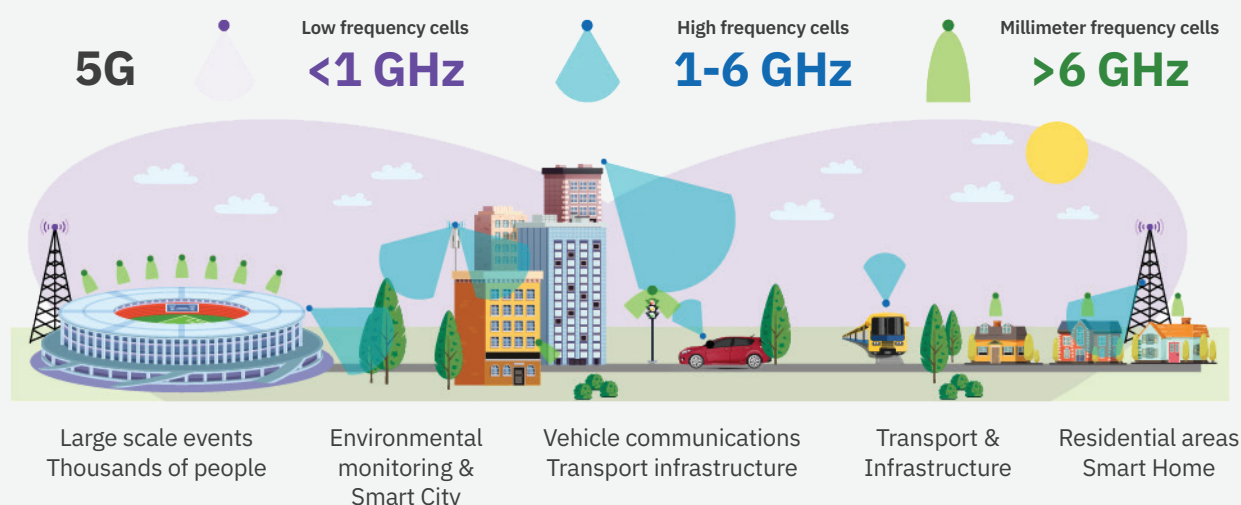 5G
Low frequency cells
<1 GHz
High frequency cells
1-6 GHz
Millimeter frequency cells
>6 GHz
Large scale events
Thousands of people
Environmental
monitoring &
Smart City
Vehicle communications
Transport infrastructure
Transport &
Infrastructure
Residential areas
Smart Home